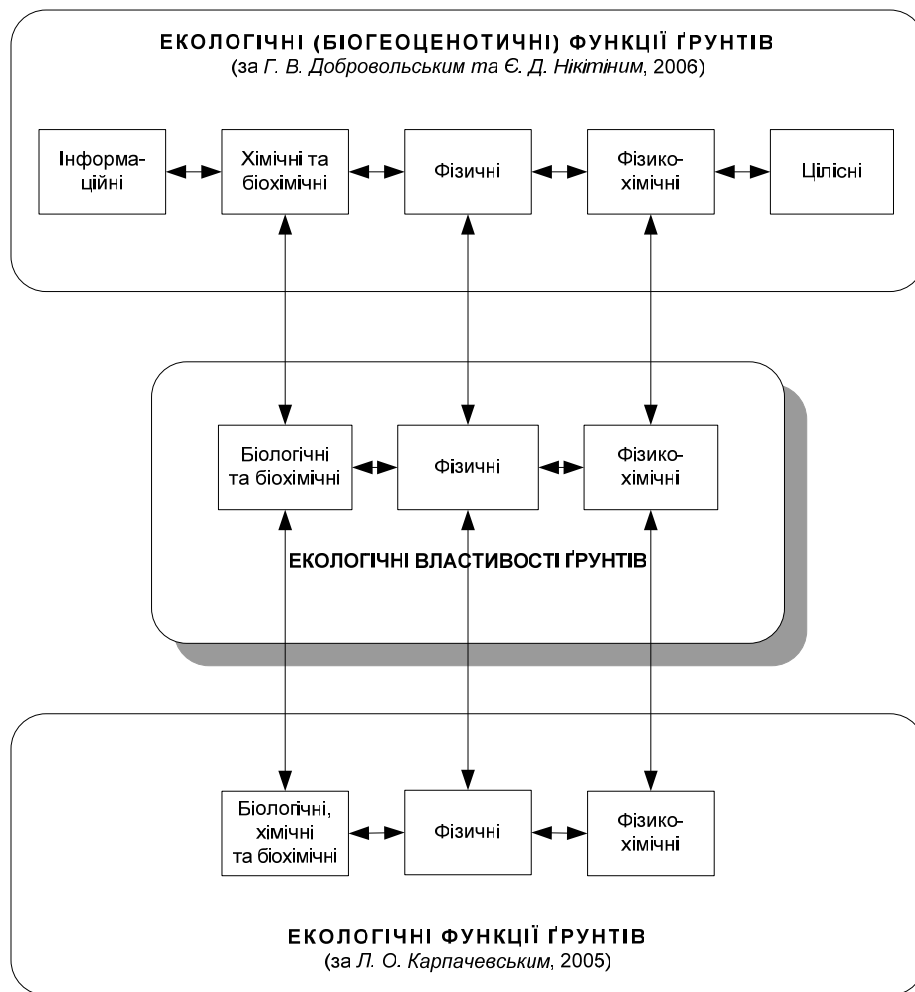 ЕКОЛОГІЧНІ (БІОГЕОЦЕНОТИЧНІ) ФУНКЦІЇ ҐРУНТІВ
(за Г. В. Добровольським та Є. Д. Нікітіним, 2006)
Інформа-
ційні
Хімічні та
біохімічні
Фізичні
Фізико-
хімічні
Цілісні
Біологічні
та біохімічні
Фізичні
Фізико-
хімічні
ЕКОЛОГІЧНІ ВЛАСТИВОСТІ ҐРУНТІВ
Біологічні,
хімічні
та біохімічні
Фізичні
Фізико-
хімічні
ЕКОЛОГІЧНІ ФУНКЦІЇ ҐРУНТІВ
(за Л. О. Карпачевським, 2005)